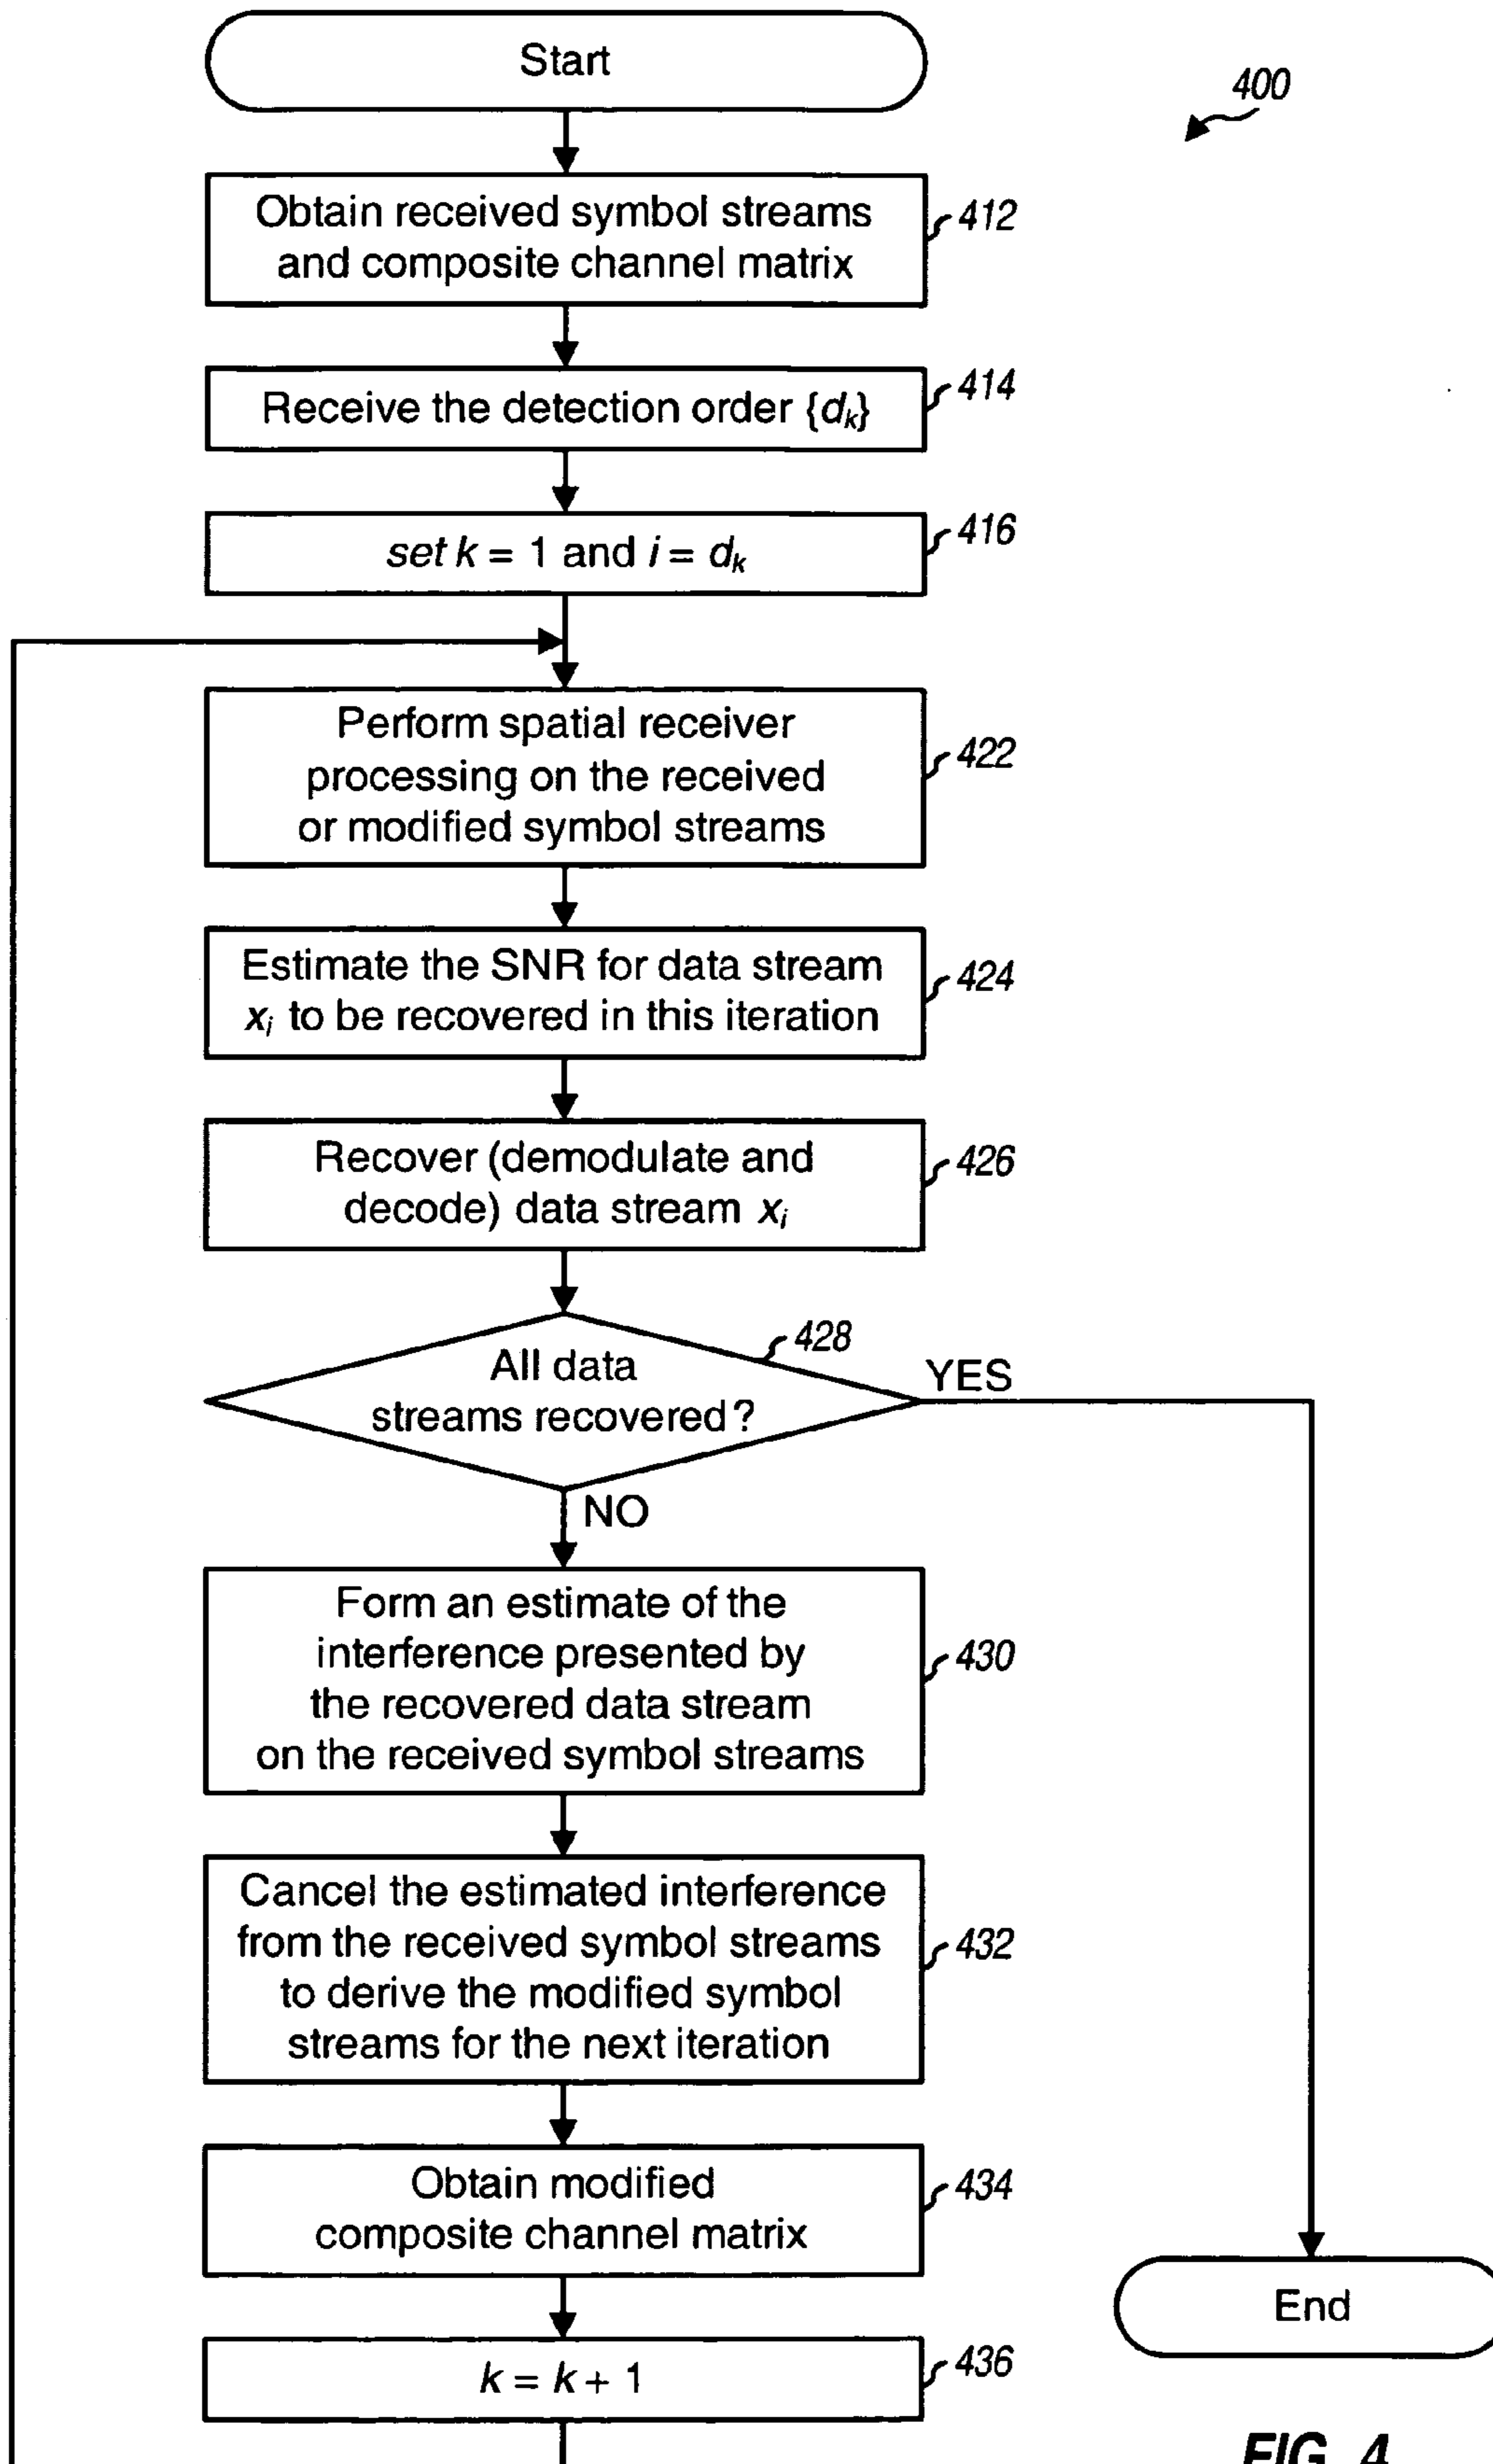 Start
400
Obtain received symbol streams
and composite channel matrix
412
Receive the detection order {dk}
414
set k = 1 and i = dk
416
Perform spatial receiver
processing on the received
or modified symbol streams
422
Estimate the SNR for data stream
xi to be recovered in this iteration
424
Recover (demodulate and
decode) data stream xi
426
All data
streams recovered?
428
YES
NO
Form an estimate of the
interference presented by
the recovered data stream
on the received symbol streams
430
Cancel the estimated interference
from the received symbol streams
to derive the modified symbol
streams for the next iteration
432
Obtain modified
composite channel matrix
434
End
k = k + 1
436
FIG. 4